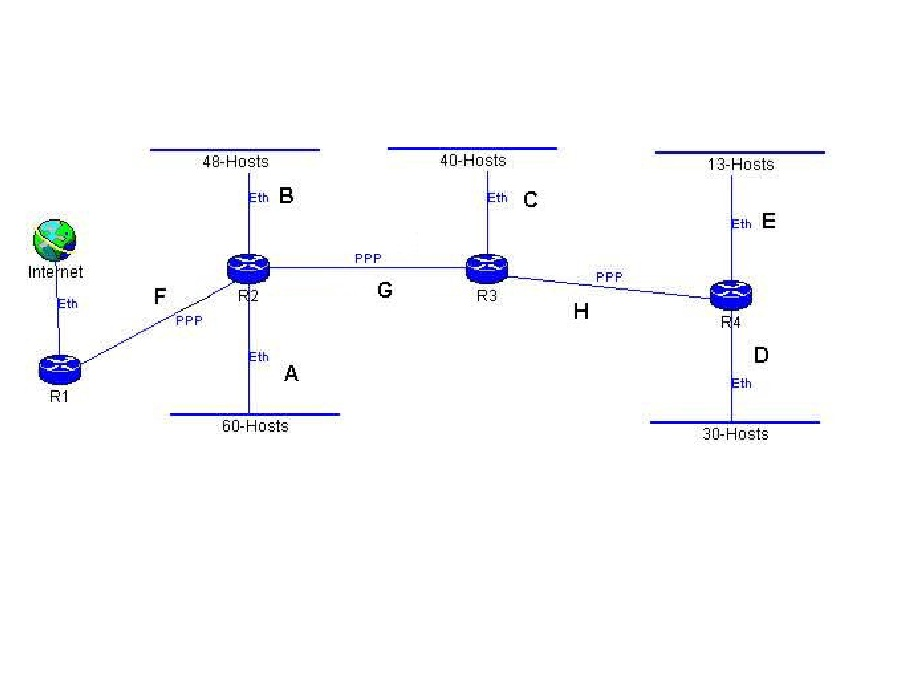 48-Hosts
40-Hosts
13-Hosts
Eth
B
Eth
C
Eth
E
Internet
Eth
F
PPP
R1
R2
PPP
G
R3
PPP
H
R4
Eth
A
60-Hosts
D
Eth
30-Hosts